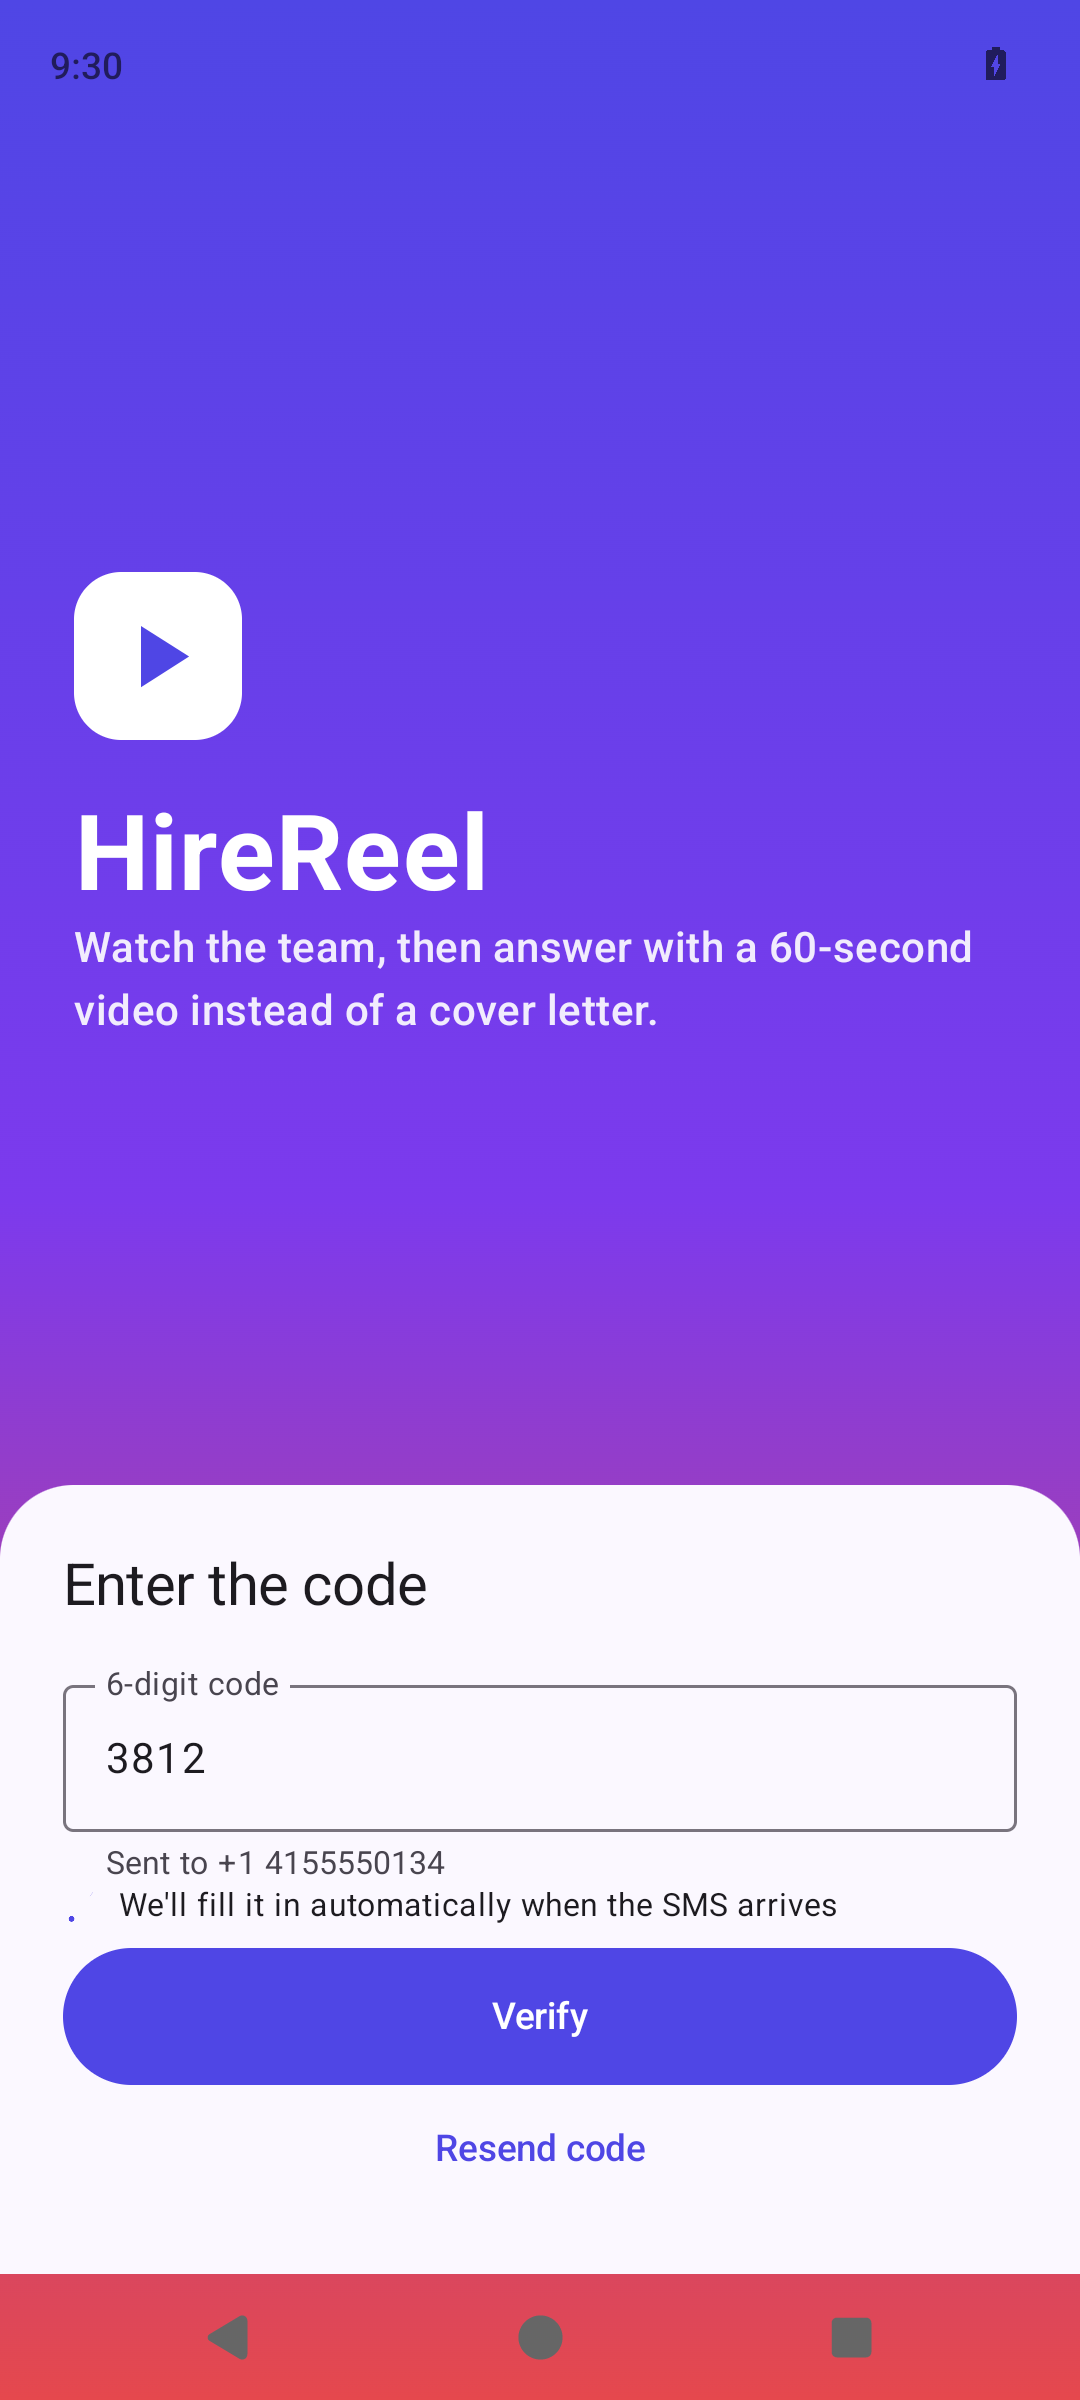 9:30
HireReel
Watch the team, then answer with a 60-second
video instead of a cover letter.
Enter the code
6-digit code
3812
Sent to +1 4155550134
We'll fill it in automatically when the SMS arrives
Verify
Resend code